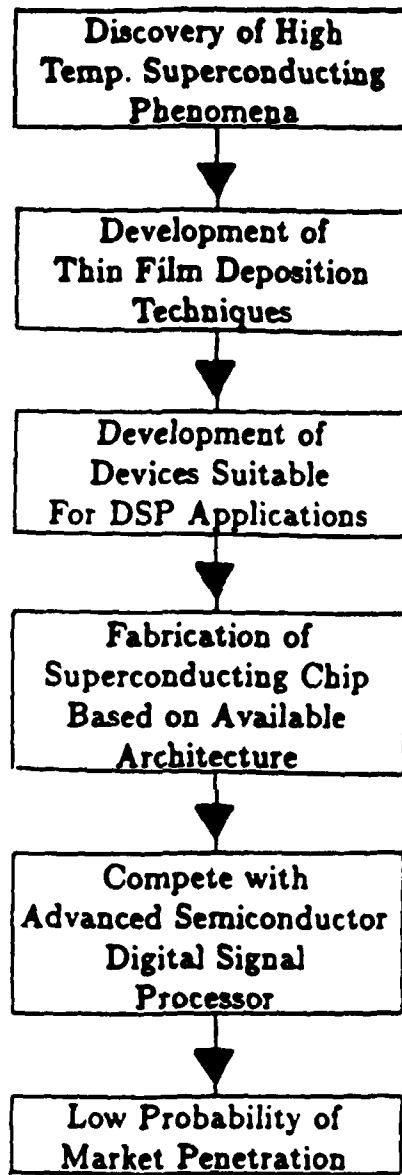 Discovery of High
Temp. Superconducting
Phenomena
Development of
Thin Film Deposition
Techniques
Development of
Devices Suitable
For DSP Applications
Fabrication of
Superconducting Chip
Based on Available
Architecture
Compete with
Advanced Semiconductor
Digital Signal
Processor
Low Probability of
Market Penetration